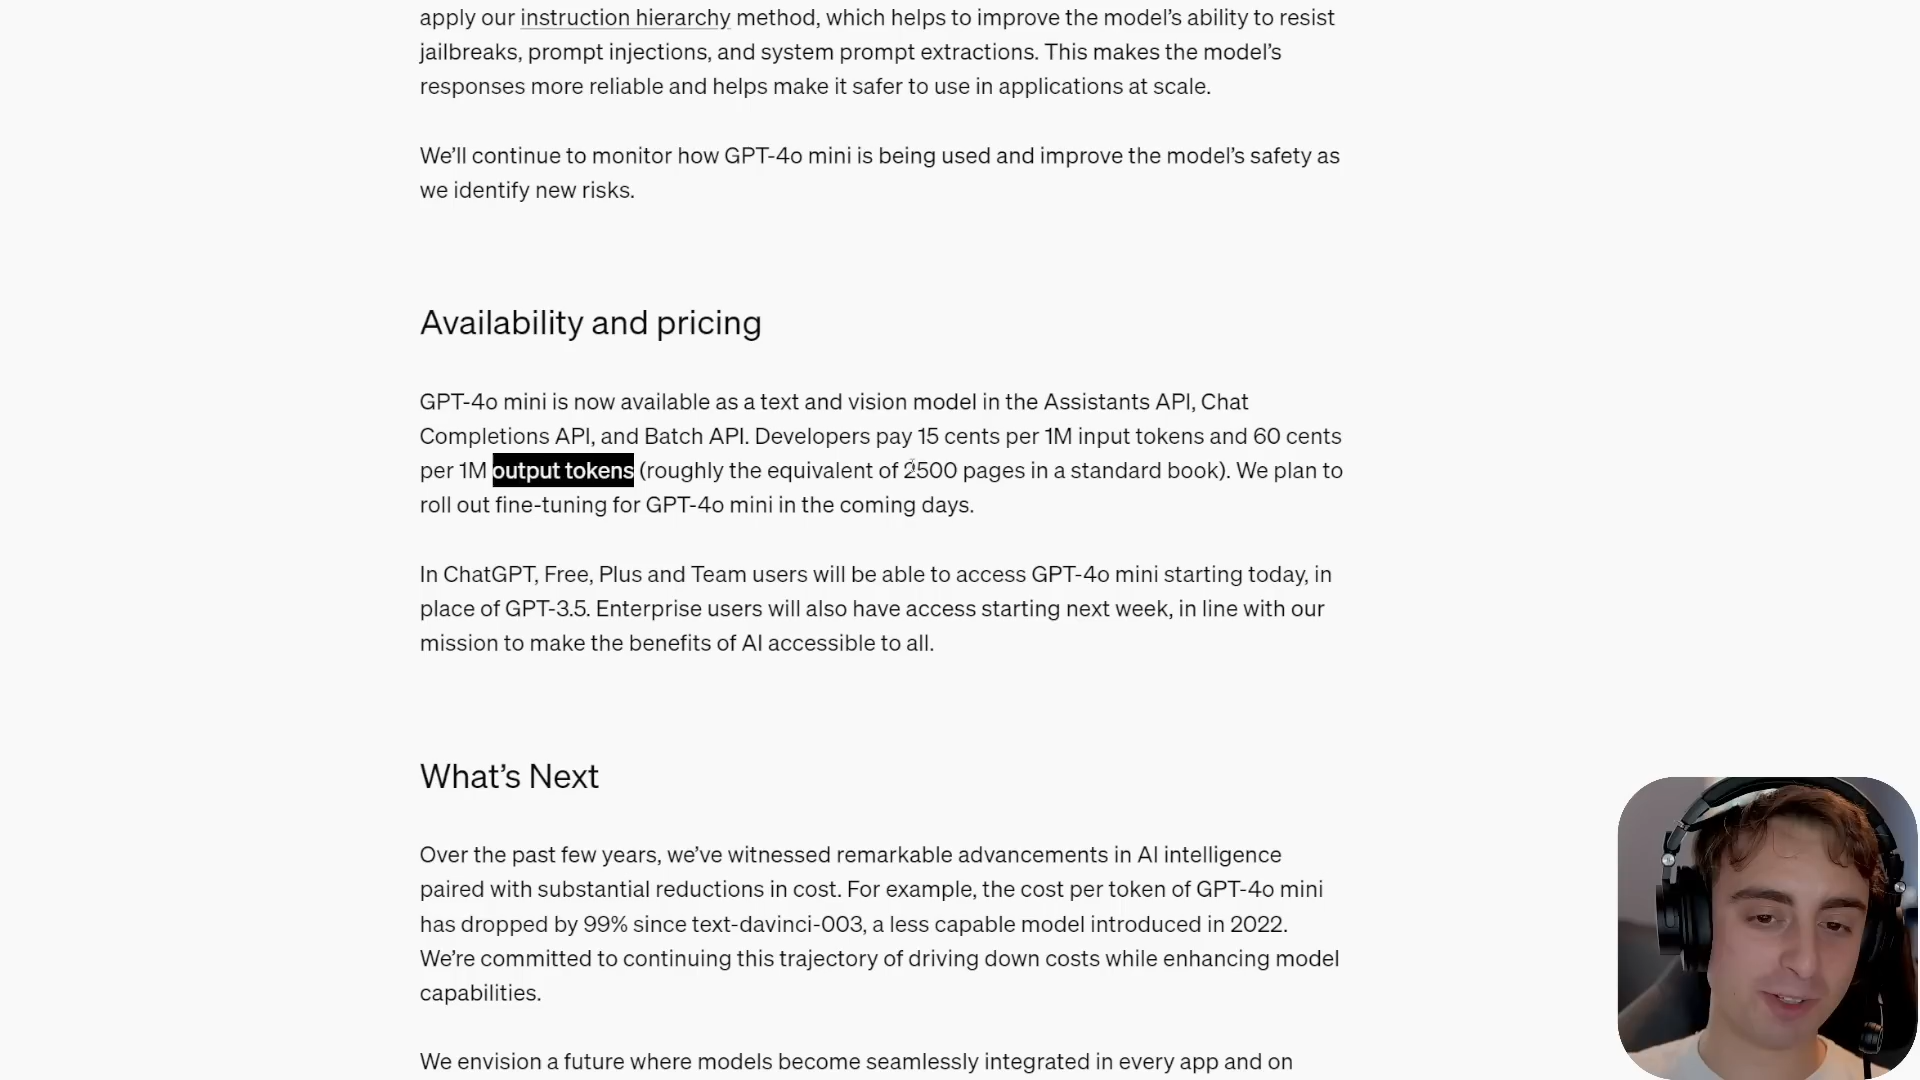 apply our instruction hierarchy method, which helps to improve the model’s ability to resist
jailbreaks, prompt injections, and system prompt extractions. This makes the model’s
responses more reliable and helps make it safer to use in applications at scale.
We’ll continue to monitor how GPT-4o mini is being used and improve the model’s safety as
we identify new risks.
Availability and pricing
GPT-4o mini is now available as a text and vision model in the Assistants API, Chat
Completions API, and Batch API. Developers pay 15 cents per 1M input tokens and 60 cents
per 1M output tokens (roughly the equivalent of 2500 pages in a standard book). We plan to
roll out fine-tuning for GPT-4o mini in the coming days.
In ChatGPT, Free, Plus and Team users will be able to access GPT-4o mini starting today, in
place of GPT-3.5. Enterprise users will also have access starting next week, in line with our
mission to make the benefits of AI accessible to all.
What’s Next
Over the past few years, we’ve witnessed remarkable advancements in AI intelligence
paired with substantial reductions in cost. For example, the cost per token of GPT-4o mini
has dropped by 99% since text-davinci-003, a less capable model introduced in 2022.
We’re committed to continuing this trajectory of driving down costs while enhancing model
capabilities.
We envision a future where models become seamlessly integrated in every app and on